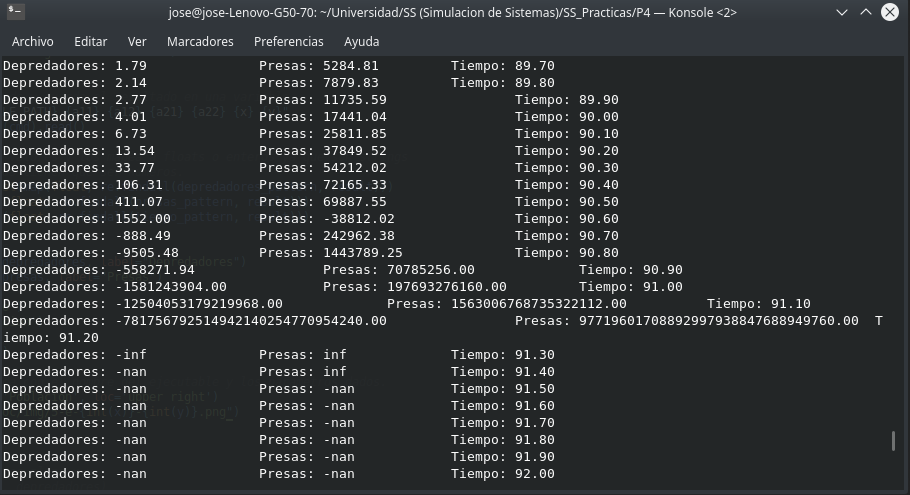 jose@jose-Lenovo-G50-70: ~/Universidad/SS (Simulacion de Sistemas)/SS_Practicas/P4 — Konsole <2>
Archivo Editar Ver Marcadores Preferencias Ayuda
Depredadores: 1.79 Presas: 5284.81 Tiempo: 89.70
Depredadores: 2.14 Presas: 7879.83 Tiempo: 89.80
Depredadores: 2.77 Presas: 11735.59 Tiempo: 89.90
Depredadores: 4.01 Presas: 17441.04 Tiempo: 90.00
Depredadores: 6.73 Presas: 25811.85 Tiempo: 90.10
Depredadores: 13.54 Presas: 37849.52 Tiempo: 90.20
Depredadores: 33.77 Presas: 54212.02 Tiempo: 90.30
Depredadores: 106.31 Presas: 72165.33 Tiempo: 90.40
Depredadores: 411.07 Presas: 69887.55 Tiempo: 90.50
Depredadores: 1552.00 Presas: -38812.02 Tiempo: 90.60
Depredadores: -888.49 Presas: 242962.38 Tiempo: 90.70
Depredadores: -9505.48 Presas: 1443789.25 Tiempo: 90.80
Depredadores: -558271.94 Presas: 70785256.00 Tiempo: 90.90
Depredadores: -1581243904.00 Presas: 197693276160.00 Tiempo: 91.00
Depredadores: -12504053179219968.00 Presas: 1563006768735322112.00 Tiempo: 91.10
Depredadores: -781756792514942140254770954240.00 Presas: 97719601708892997938847688949760.00 T
iempo: 91.20
Depredadores: -inf Presas: inf Tiempo: 91.30
Depredadores: -nan Presas: inf Tiempo: 91.40
Depredadores: -nan Presas: -nan Tiempo: 91.50
Depredadores: -nan Presas: -nan Tiempo: 91.60
Depredadores: -nan Presas: -nan Tiempo: 91.70
Depredadores: -nan Presas: -nan Tiempo: 91.80
Depredadores: -nan Presas: -nan Tiempo: 91.90
Depredadores: -nan Presas: -nan Tiempo: 92.00